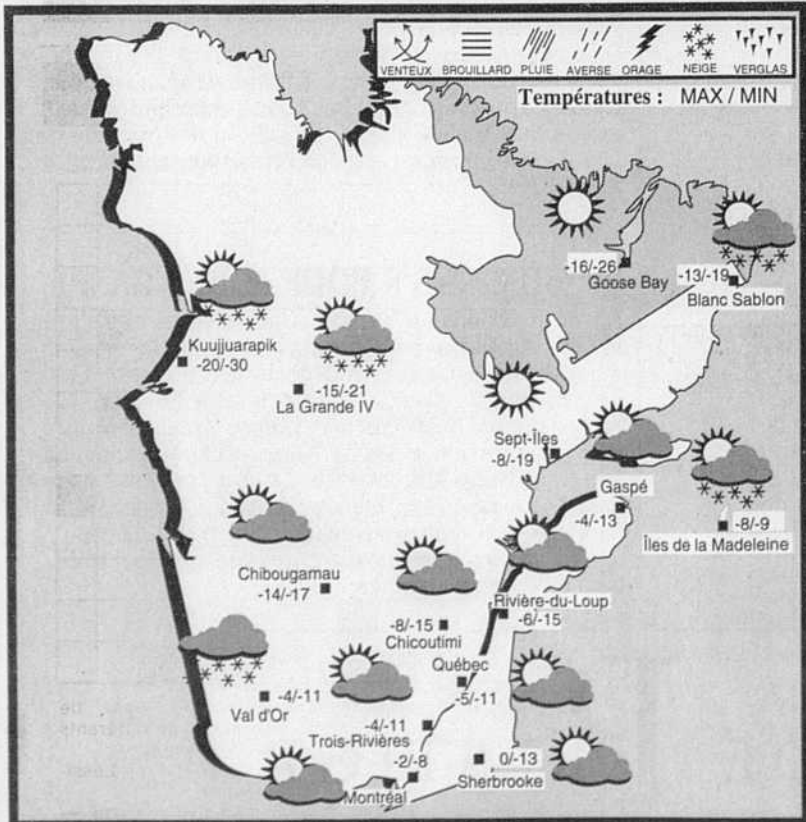 VENTEUX BROUILLARD PLUIE AVERSE ORAGE NEIGE VERGLAS
Températures : MAX / MIN
-16/-26
Goose Bay
-13/-19
Blanc Sablon
Kuujjuarapik
-20/-30
-15/-21
La Grande IV
Sept-Îles
-8/-19
Gaspé
-4/-13
-8/-9
Îles de la Madeleine
Chibougamau
-14/-17
-8/-15
Chicoutimi
Rivière-du-Loup
-6/-15
Québec
-5/-11
-4/-11
Val d'Or
-4/-11
Trois-Rivières
-2/-8
Montréal
0/-13
Sherbrooke